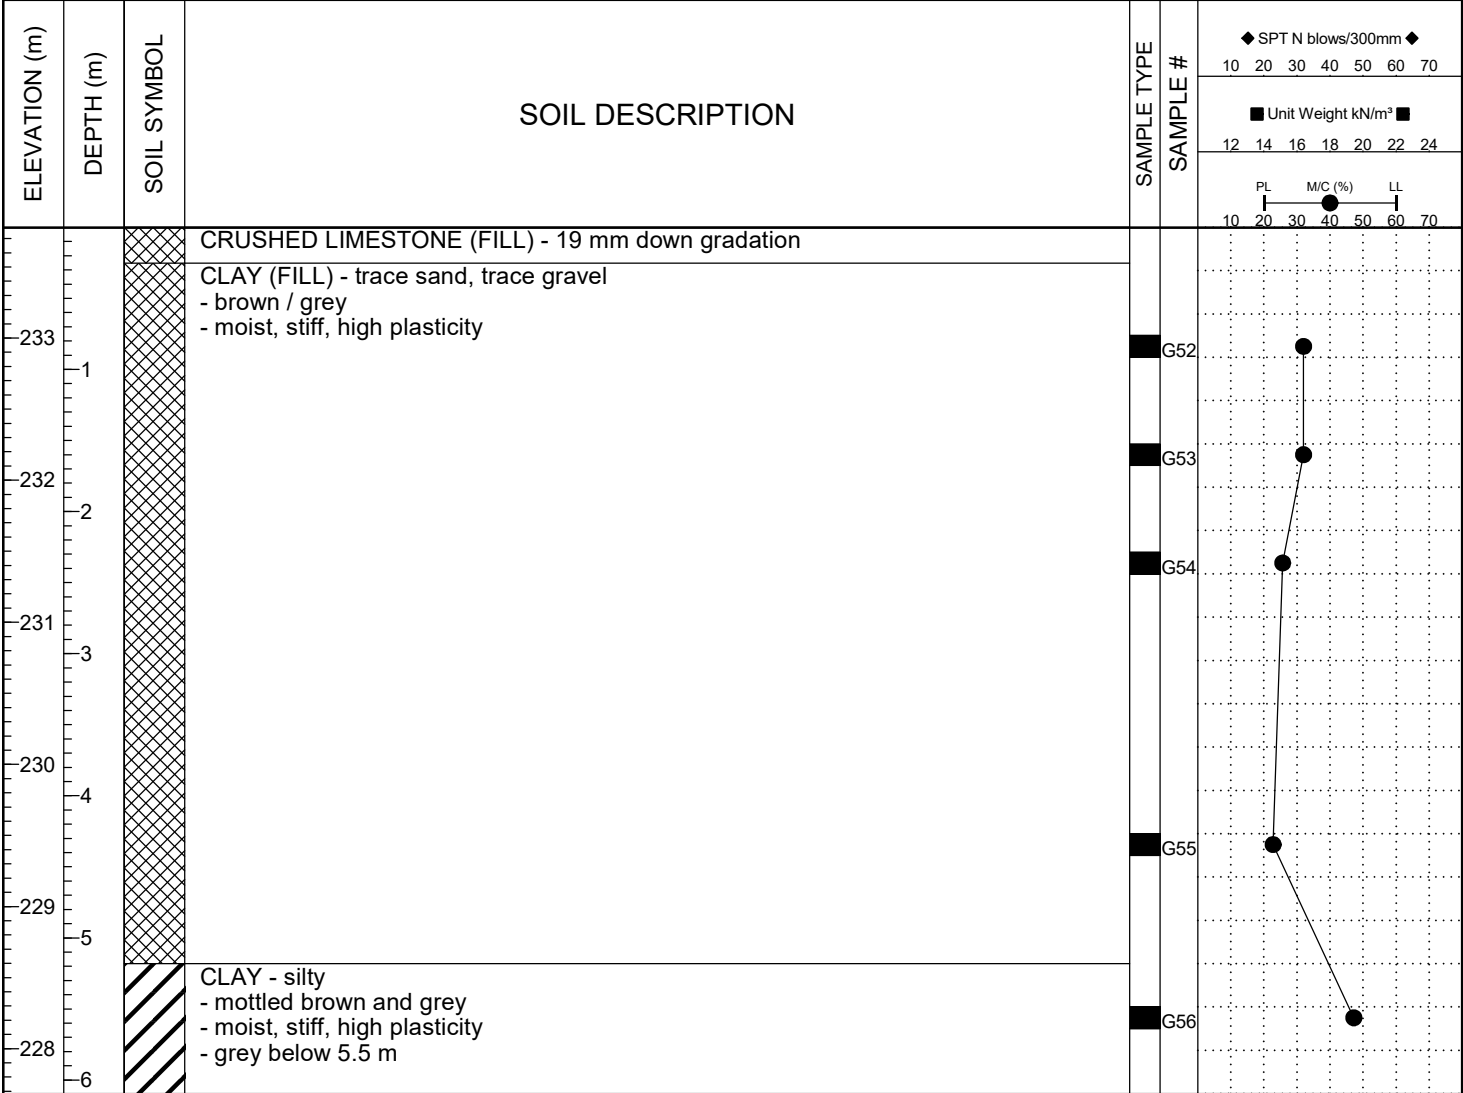 ELEVATION (m)
DEPTH (m)
SOIL SYMBOL
SOIL DESCRIPTION
SAMPLE TYPE
SAMPLE #
◆ SPT N blows/300mm ◆
10 20 30 40 50 60 70
■ Unit Weight kN/m³ ■
12 14 16 18 20 22 24
PL M/C (%) LL
10 20 30 40 50 60 70
CRUSHED LIMESTONE (FILL) - 19 mm down gradation
CLAY (FILL) - trace sand, trace gravel
- brown / grey
- moist, stiff, high plasticity
233
G52
1
G53
232
2
G54
231
3
230
4
G55
229
5
CLAY - silty
- mottled brown and grey
- moist, stiff, high plasticity
G56
- grey below 5.5 m
228
6